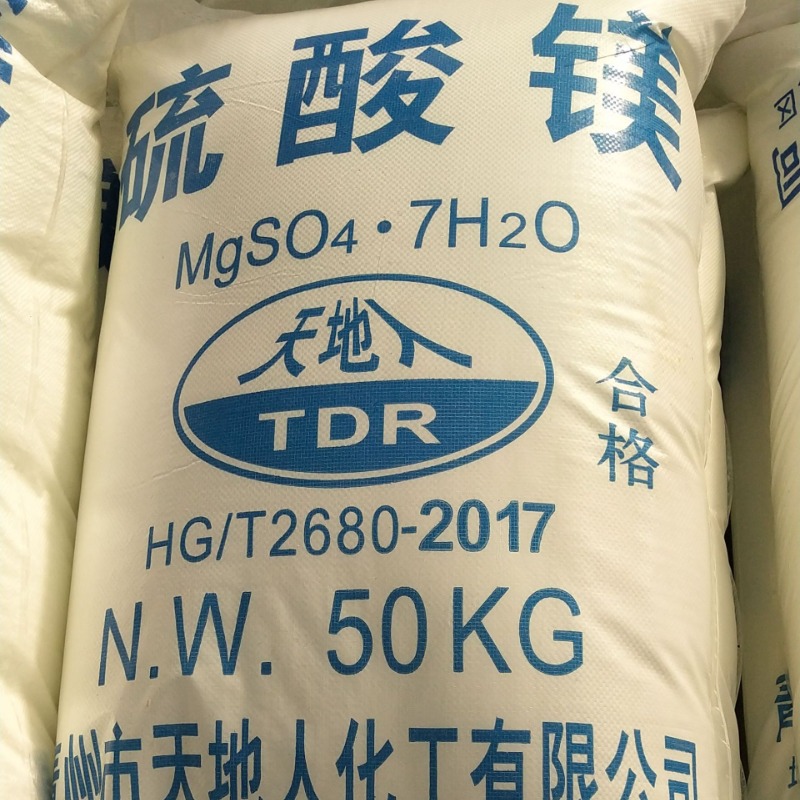 硫酸镁
MgSO4·7H2O
天地人
TDR
合格
HG/T2680-2017
N.W. 50KG
州市天地人化工有限公司